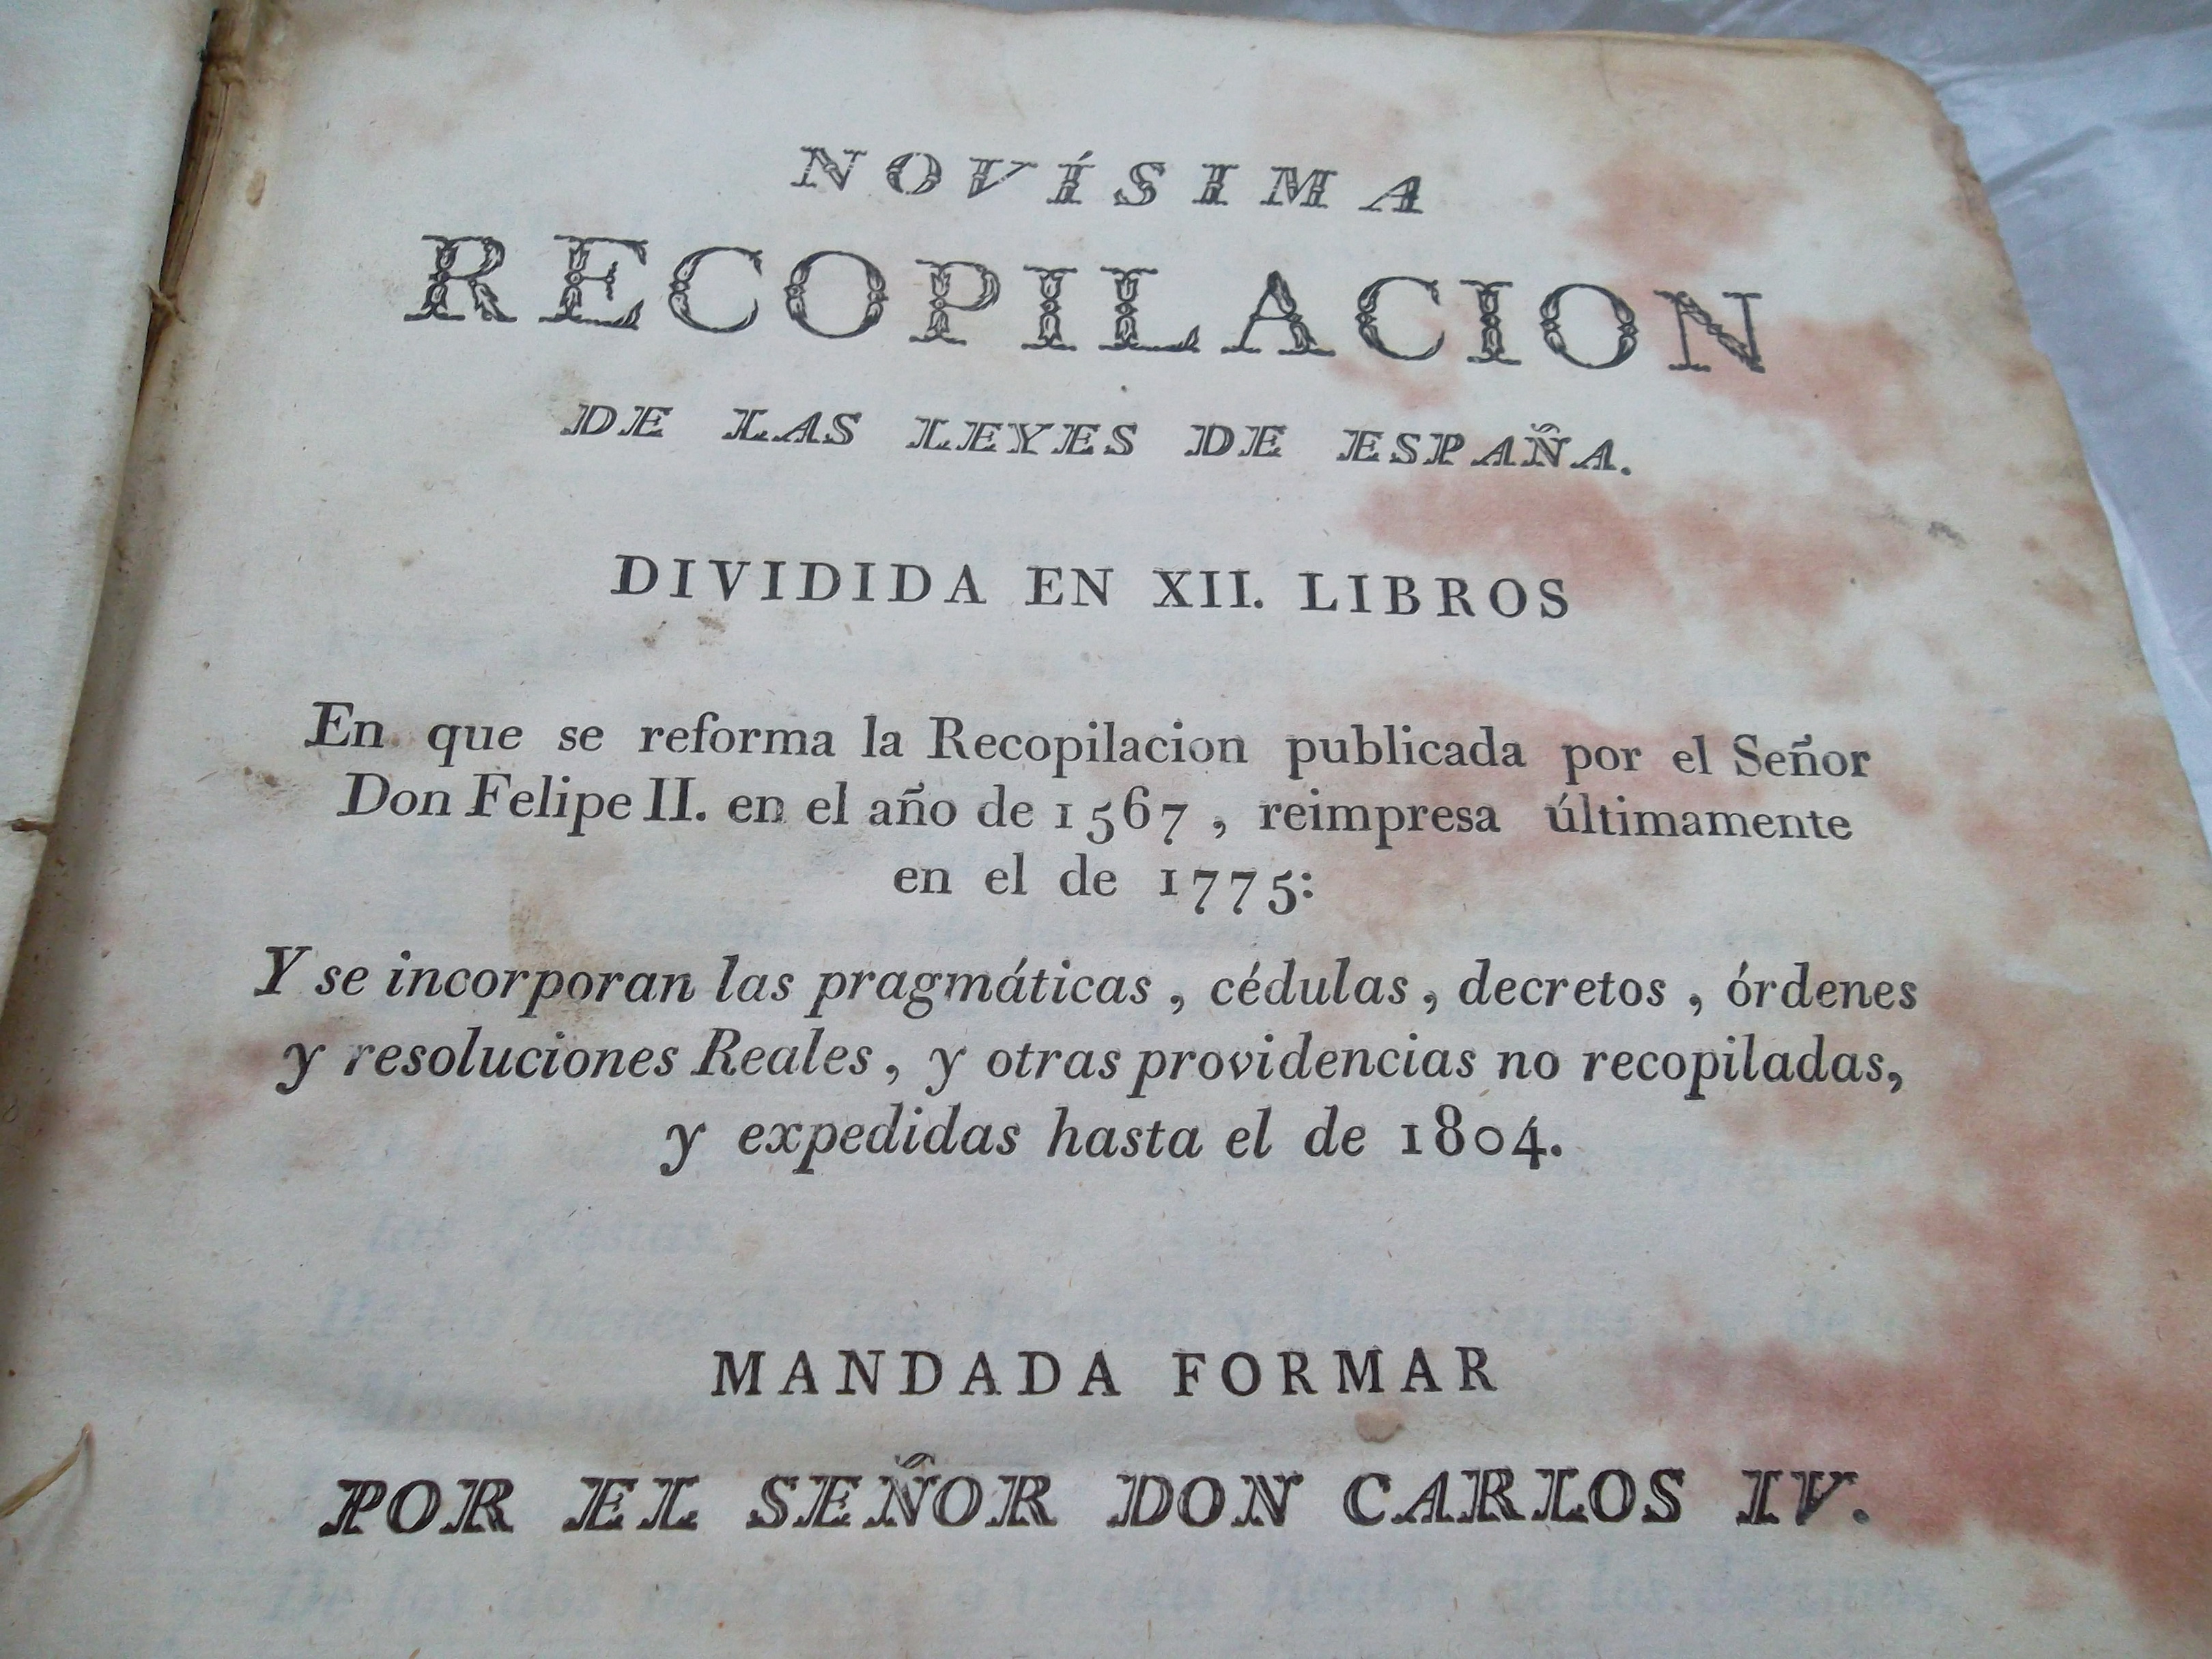 NOVÍSIMA
RECOPILACION
DE LAS LEYES DE ESPAÑA.
DIVIDIDA EN XII. LIBROS
En que se reforma la Recopilacion publicada por el Señor
Don Felipe II. en el año de 1567, reimpresa últimamente
en el de 1775:
Y se incorporan las pragmáticas, cédulas, decretos, órdenes
y resoluciones Reales, y otras providencias no recopiladas,
y expedidas hasta el de 1804.
MANDADA FORMAR
POR EL SEÑOR DON CARLOS IV.